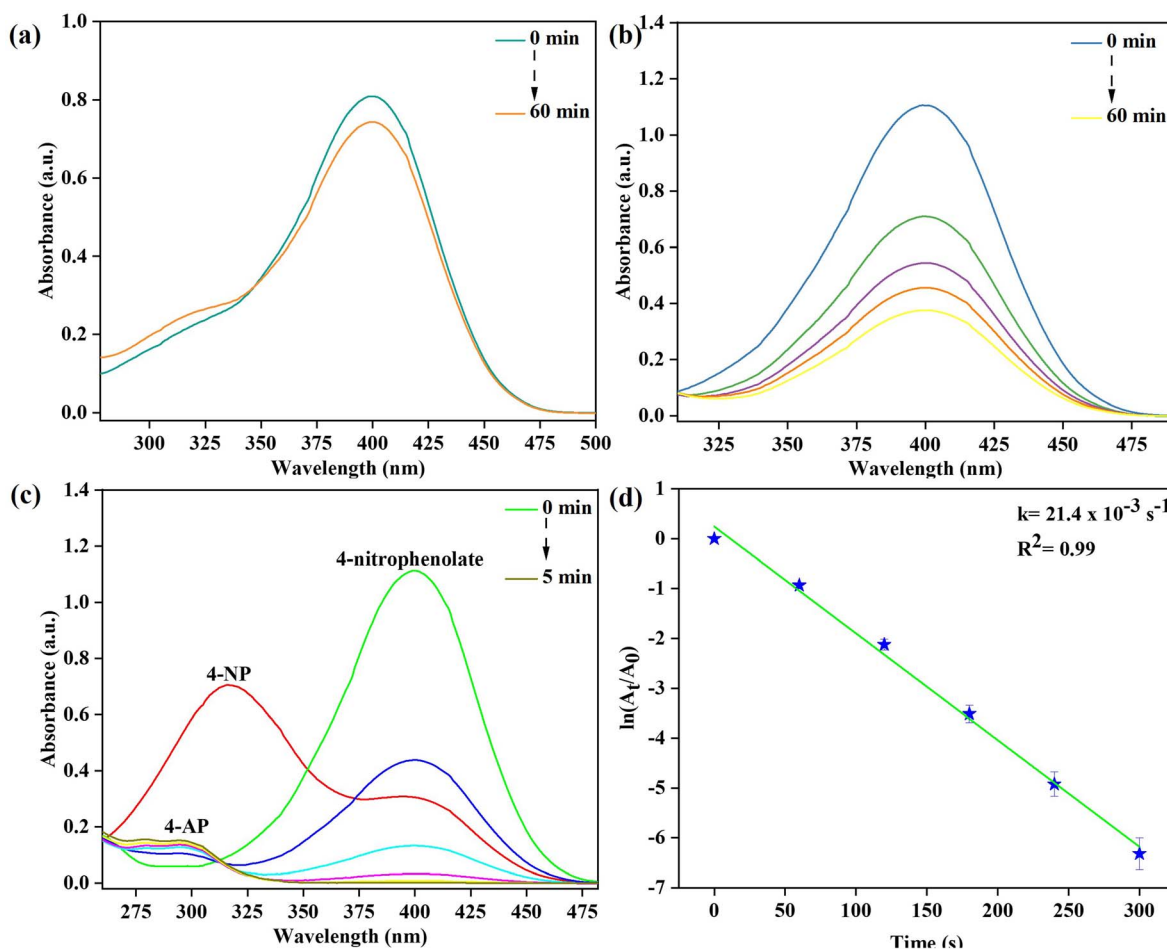 (a)
1.0
0.8
0.6
0.4
0.2
0.0
Absorbance (a.u.)
0 min
60 min
300 325 350 375 400 425 450 475 500
Wavelength (nm)
(b)
1.4
1.2
1.0
0.8
0.6
0.4
0.2
0.0
Absorbance (a.u.)
0 min
60 min
325 350 375 400 425 450 475
Wavelength (nm)
(c)
1.4
1.2
1.0
0.8
0.6
0.4
0.2
0.0
Absorbance (a.u.)
0 min
5 min
4-nitrophenolate
4-NP
4-AP
275 300 325 350 375 400 425 450 475
Wavelength (nm)
(d)
1
0
-1
-2
-3
-4
-5
-6
-7
ln(At/A0)
k= 21.4 x 10⁻³ s⁻¹
R²= 0.99
0 50 100 150 200 250 300
Time (s)